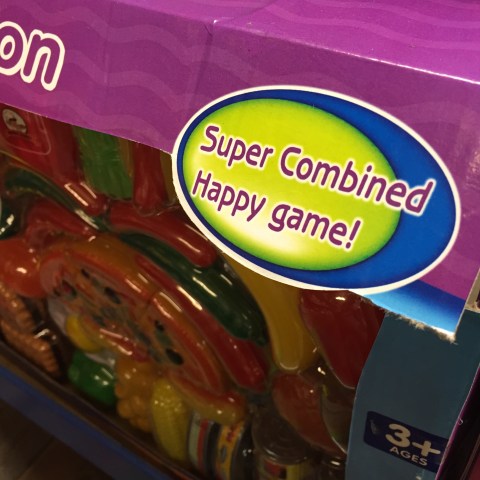 on
Super Combined
Happy game!
3+
AGES